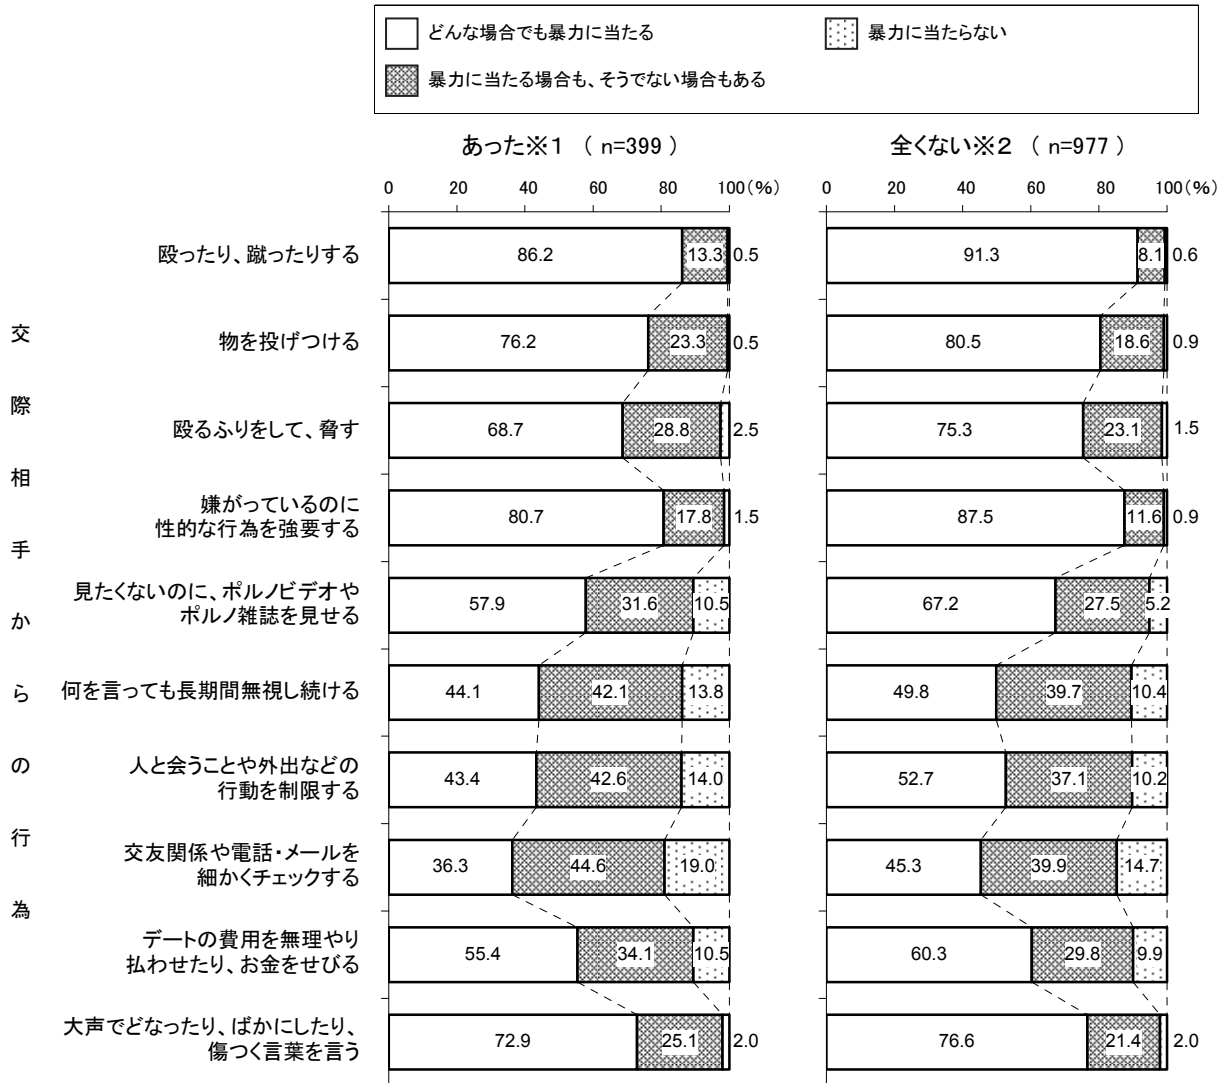 どんな場合でも暴力に当たる
暴力に当たらない
暴力に当たる場合も、そうでない場合もある
あった※1 ( n=399 )
全くない※2 ( n=977 )
0 20 40 60 80 100(%)
0 20 40 60 80 100(%)
交際相手からの行為
殴ったり、蹴ったりする
86.2 13.3 0.5
91.3 8.1 0.6
物を投げつける
76.2 23.3 0.5
80.5 18.6 0.9
殴るふりをして、脅す
68.7 28.8 2.5
75.3 23.1 1.5
嫌がっているのに
性的な行為を強要する
80.7 17.8 1.5
87.5 11.6 0.9
見たくないのに、ポルノビデオや
ポルノ雑誌を見せる
57.9 31.6 10.5
67.2 27.5 5.2
何を言っても長期間無視し続ける
44.1 42.1 13.8
49.8 39.7 10.4
人と会うことや外出などの
行動を制限する
43.4 42.6 14.0
52.7 37.1 10.2
交友関係や電話・メールを
細かくチェックする
36.3 44.6 19.0
45.3 39.9 14.7
デートの費用を無理やり
払わせたり、お金をせびる
55.4 34.1 10.5
60.3 29.8 9.9
大声でどなったり、ばかにしたり、
傷つく言葉を言う
72.9 25.1 2.0
76.6 21.4 2.0